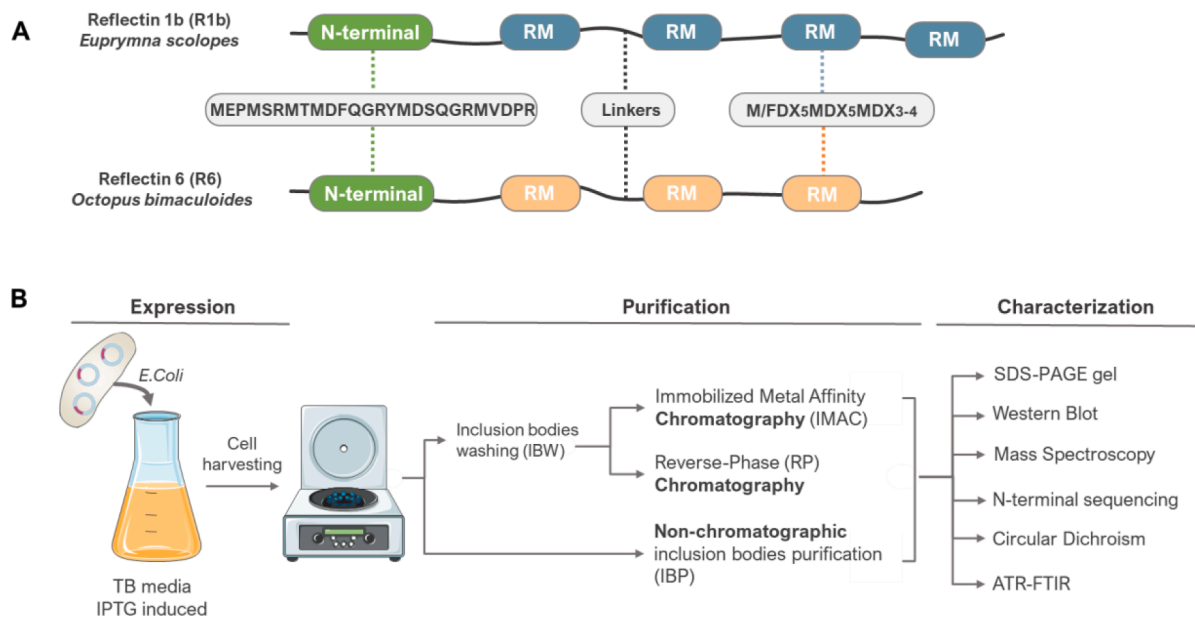 A
Reflectin 1b (R1b)
Euprymna scolopes
N-terminal
RM
RM
RM
RM
MEPMSRMTMDFQGRYMDSQGRMVDPR
Linkers
M/FDX5MDX5MDX3-4
Reflectin 6 (R6)
Octopus bimaculoides
N-terminal
RM
RM
RM
B
Expression
Purification
Characterization
E.Coli
Cell
harvesting
TB media
IPTG induced
Inclusion bodies
washing (IBW)
Immobilized Metal Affinity
Chromatography (IMAC)
Reverse-Phase (RP)
Chromatography
Non-chromatographic
inclusion bodies purification
(IBP)
SDS-PAGE gel
Western Blot
Mass Spectroscopy
N-terminal sequencing
Circular Dichroism
ATR-FTIR